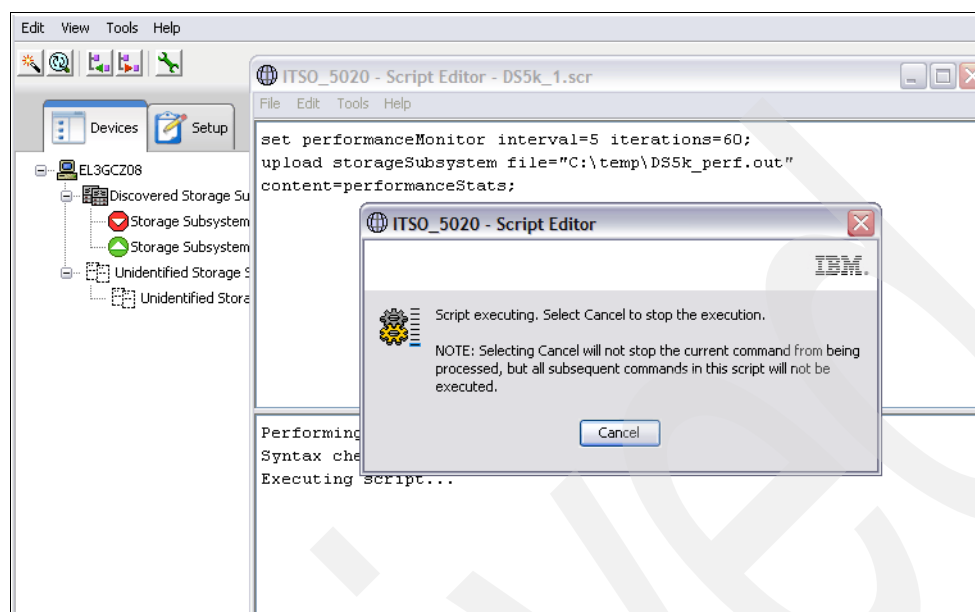 Edit View Tools Help
ITSO_5020 - Script Editor - DS5k_1.scr
File Edit Tools Help
Devices
Setup
set performanceMonitor interval=5 iterations=60;
upload storageSubsystem file="C:\temp\DS5k_perf.out"
content=performanceStats;
EL3GCZ08
Discovered Storage Su
Storage Subsystem
Storage Subsystem
Unidentified Storage S
Unidentified Stora
ITSO_5020 - Script Editor
IBM.
Script executing. Select Cancel to stop the execution.
NOTE: Selecting Cancel will not stop the current command from being
processed, but all subsequent commands in this script will not be
executed.
Cancel
Performing
Syntax che
Executing script...